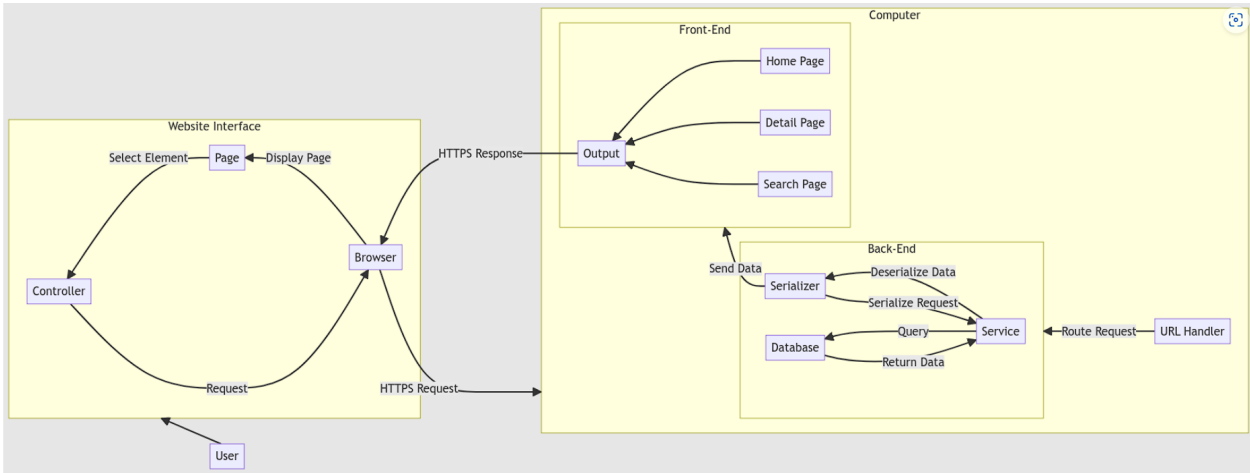 Computer
Front-End
Home Page
Detail Page
Output
Search Page
Website Interface
Select Element
Page
Display Page
HTTPS Response
Browser
Controller
Request
HTTPS Request
User
Back-End
Send Data
Serializer
Deserialize Data
Serialize Request
Query
Service
Database
Return Data
Route Request
URL Handler